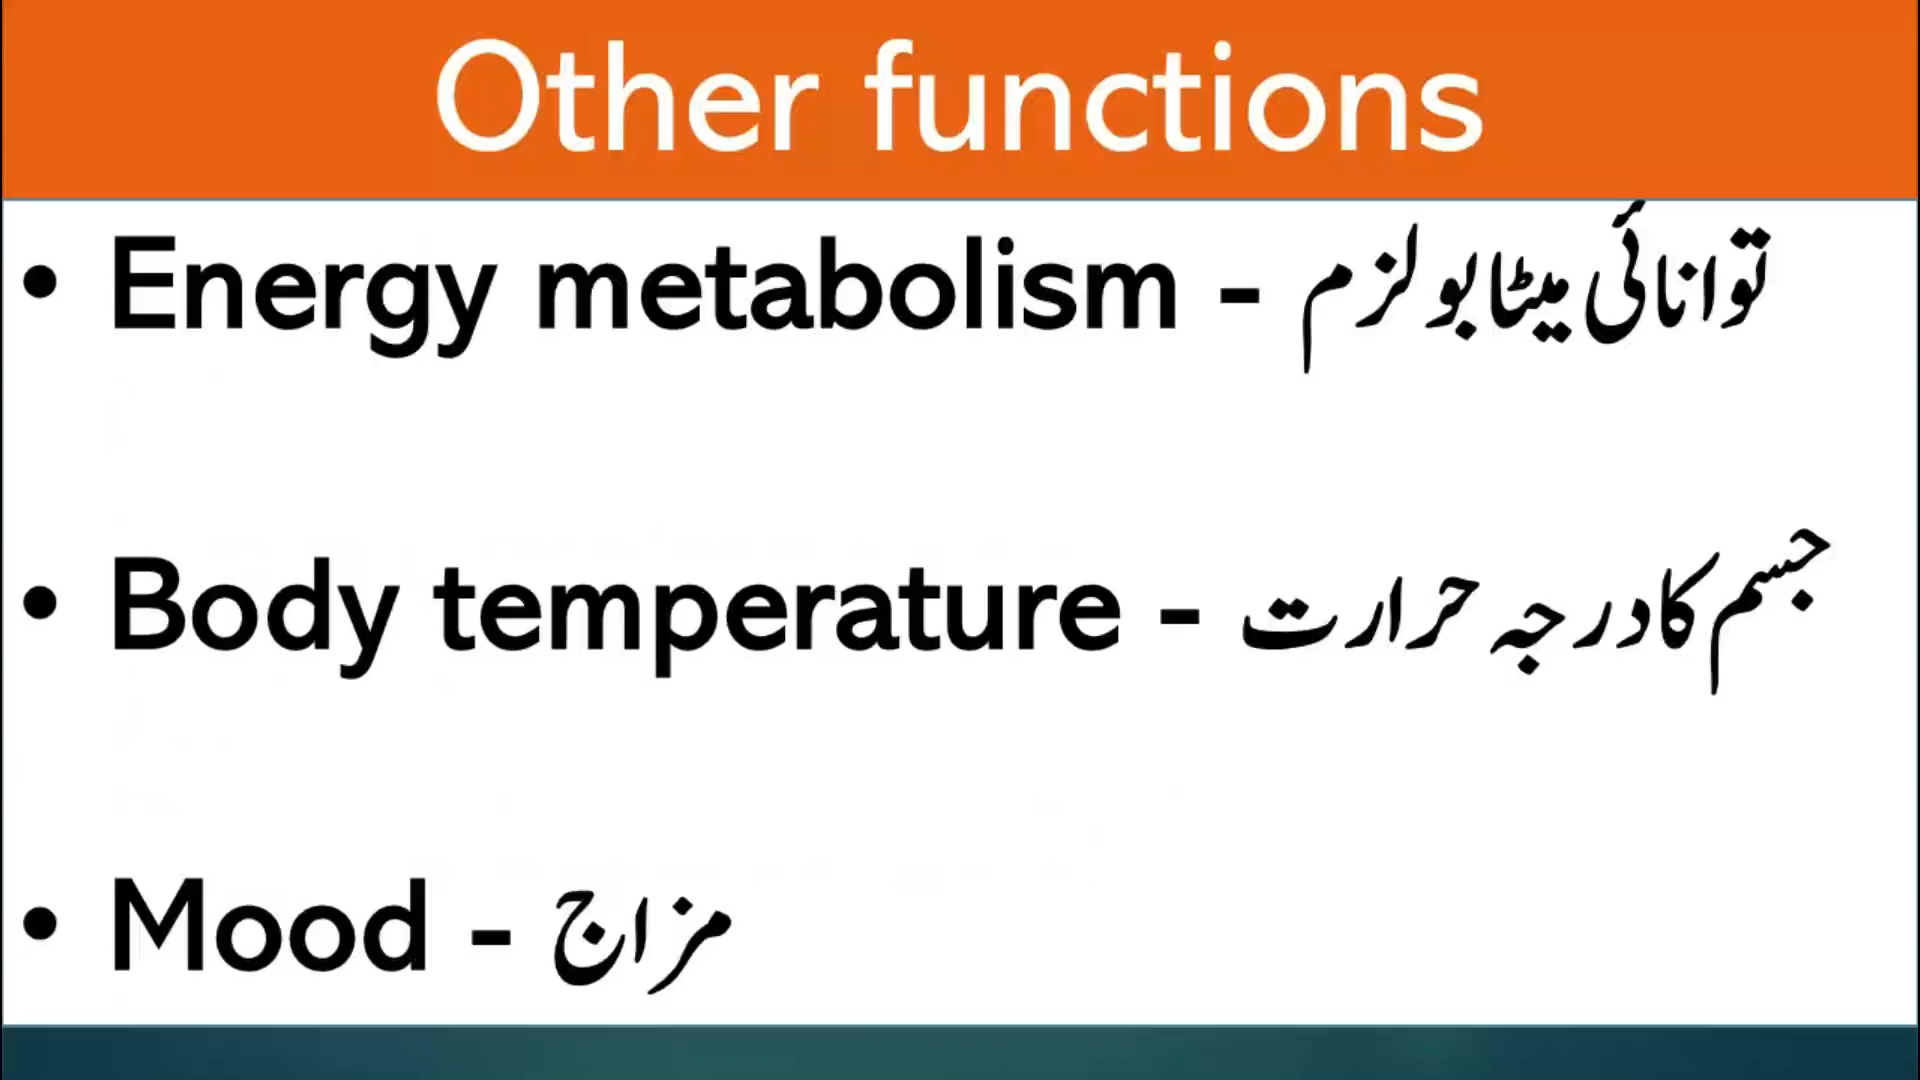 Other functions
• Energy metabolism - توانائی میٹابولزم
• Body temperature - جسم کا درجہ حرارت
• Mood - مزاج